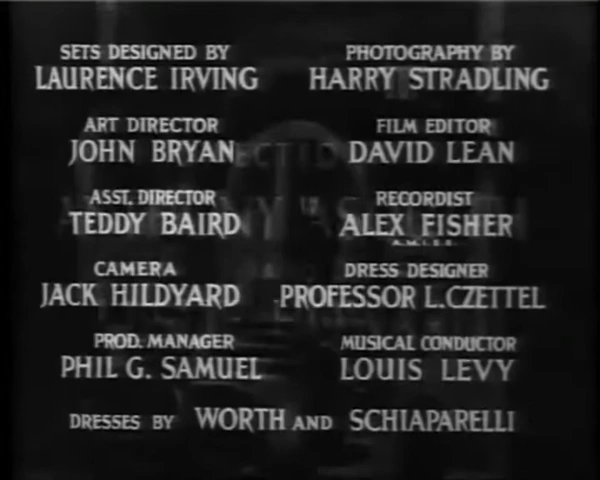 SETS DESIGNED BY
LAURENCE IRVING
PHOTOGRAPHY BY
HARRY STRADLING
ART DIRECTOR
JOHN BRYAN
FILM EDITOR
DAVID LEAN
ASST. DIRECTOR
TEDDY BAIRD
RECORDIST
ALEX FISHER
A.M.I.E.E.
CAMERA
JACK HILDYARD
DRESS DESIGNER
PROFESSOR L. CZETTEL
PROD. MANAGER
PHIL G. SAMUEL
MUSICAL CONDUCTOR
LOUIS LEVY
DRESSES BY WORTH AND SCHIAPARELLI